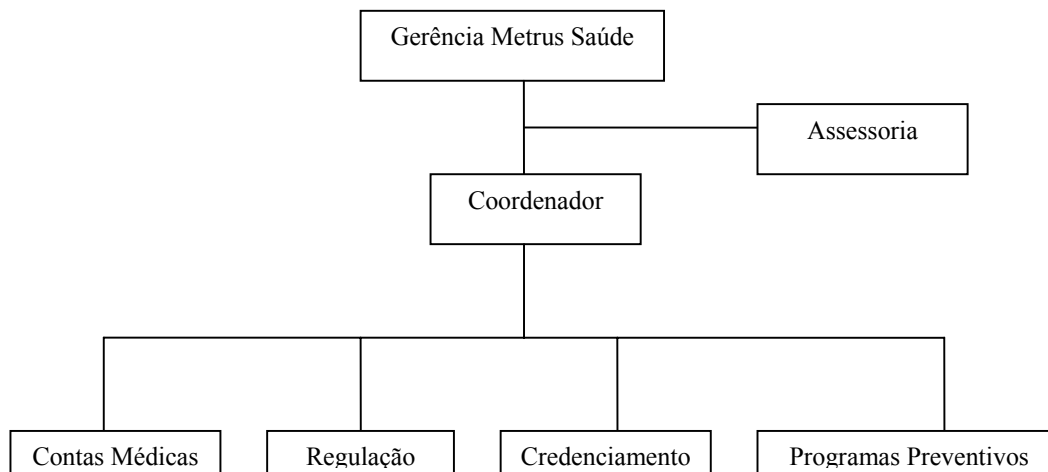 Gerência Metrus Saúde
Assessoria
Coordenador
Contas Médicas
Regulação
Credenciamento
Programas Preventivos